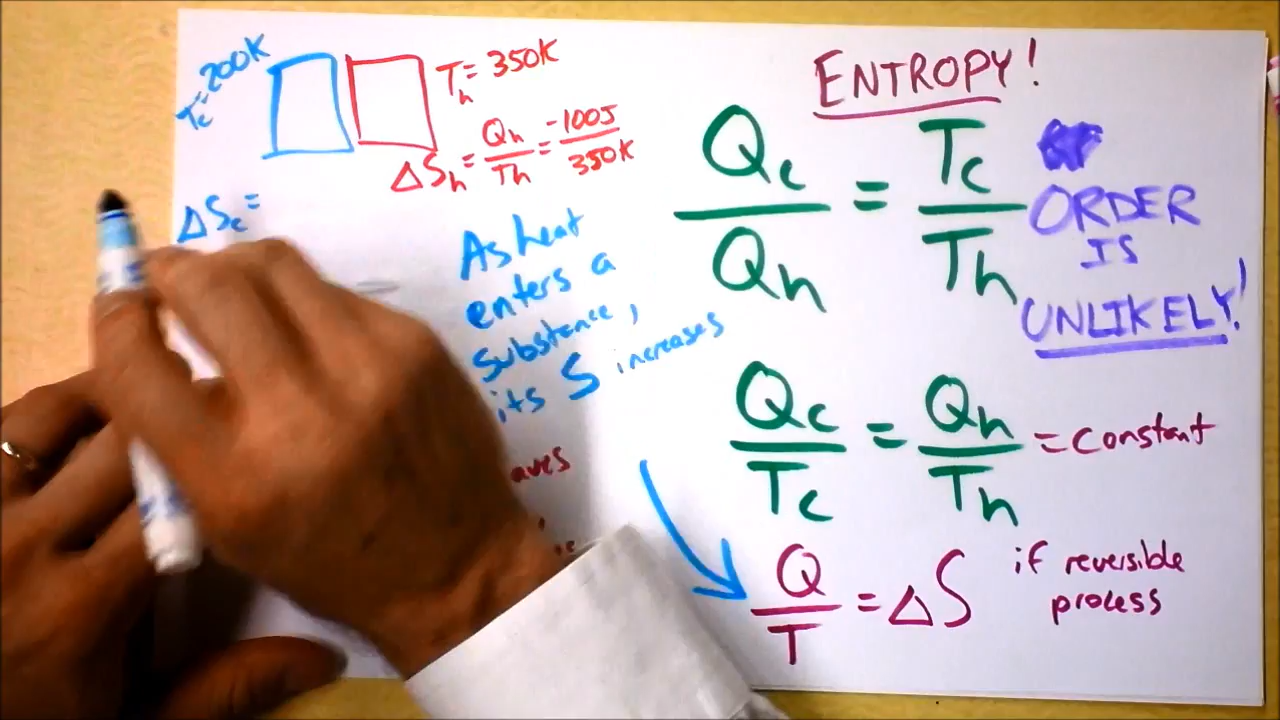 Tc = 200K
Th = 350K
ΔSh = Qh/Th = -100J/350K
ΔSc =
As heat
enters a
substance,
its S increases
aves
ENTROPY!
Qc/Qh = Tc/Th
ORDER
IS
UNLIKELY!
Qc/Tc = Qh/Th = constant
Q/T = ΔS if reversible
process